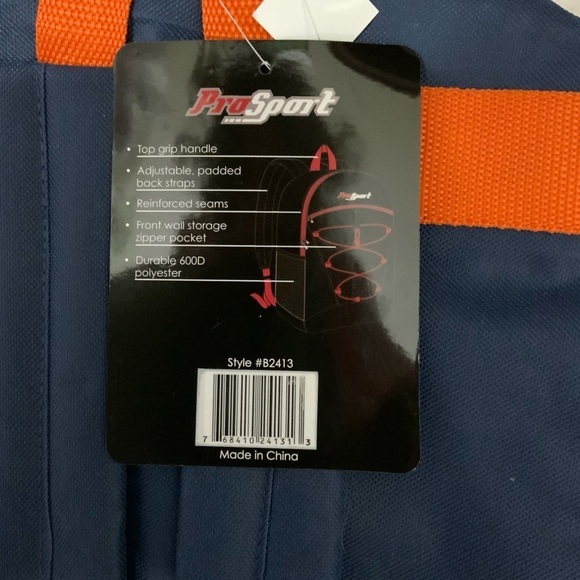 ProSport
• Top grip handle
• Adjustable, padded
back straps
ProSport
• Reinforced seams
• Front wall storage
zipper pocket
• Durable 600D
polyester
Style #B2413
7 68410 24131 3
Made in China